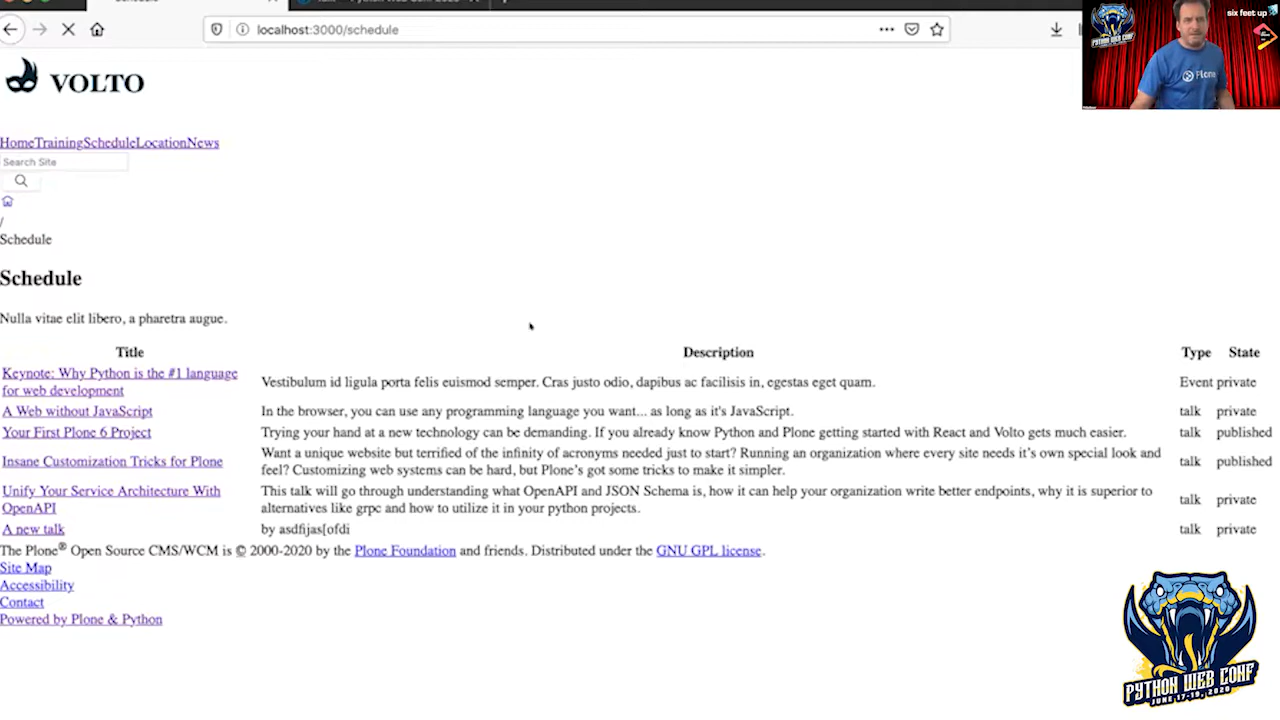 localhost:3000/schedule
VOLTO
HomeTrainingScheduleLocationNews
Search Site
/
Schedule
Schedule
Nulla vitae elit libero, a pharetra augue.
Title Description Type State
Keynote: Why Python is the #1 language
for web development
Vestibulum id ligula porta felis euismod semper. Cras justo odio, dapibus ac facilisis in, egestas eget quam.
Event private
A Web without JavaScript
In the browser, you can use any programming language you want... as long as it's JavaScript.
talk private
Your First Plone 6 Project
Trying your hand at a new technology can be demanding. If you already know Python and Plone getting started with React and Volto gets much easier.
talk published
Insane Customization Tricks for Plone
Want a unique website but terrified of the infinity of acronyms needed just to start? Running an organization where every site needs it’s own special look and
feel? Customizing web systems can be hard, but Plone’s got some tricks to make it simpler.
talk published
Unify Your Service Architecture With
OpenAPI
This talk will go through understanding what OpenAPI and JSON Schema is, how it can help your organization write better endpoints, why it is superior to
alternatives like grpc and how to utilize it in your python projects.
talk private
A new talk
by asdfijas[ofdi
talk private
The Plone® Open Source CMS/WCM is © 2000-2020 by the Plone Foundation and friends. Distributed under the GNU GPL license.
Site Map
Accessibility
Contact
Powered by Plone & Python
six feet up
PYTHON WEB CONF
Plone
PYTHON WEB CONF
JUNE 17-19, 2020